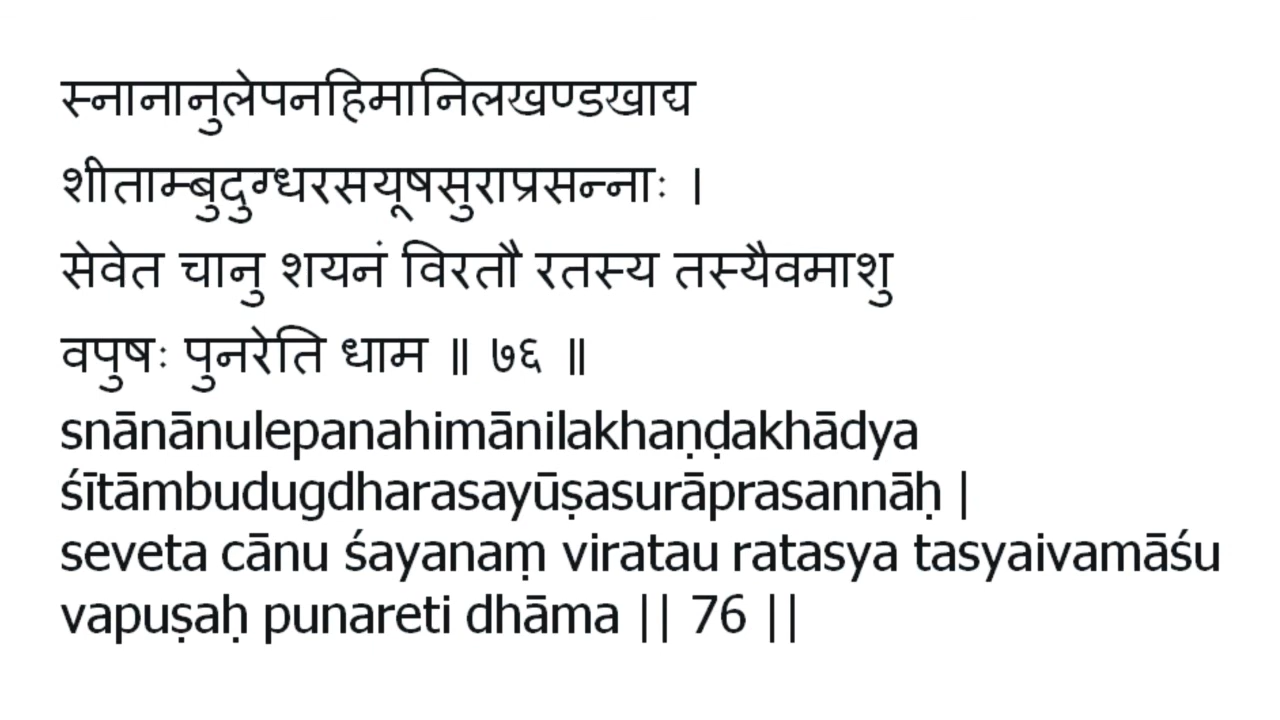 स्नानानुलेपनहिमानिलखण्डखाद्य
शीताम्बुदुग्धरसयूषसुराप्रसन्नाः ।
सेवेत चानु शयनं विरतौ रतस्य तस्यैवमाशु
वपुषः पुनरेति धाम ॥ ७६ ॥
snānānulepanahimānilakhaṇḍakhādya
śītāmbudugdharasayūṣasurāprasannāḥ |
seveta cānu śayanaṃ viratau ratasya tasyaivamāśu
vapuṣaḥ punareti dhāma || 76 ||